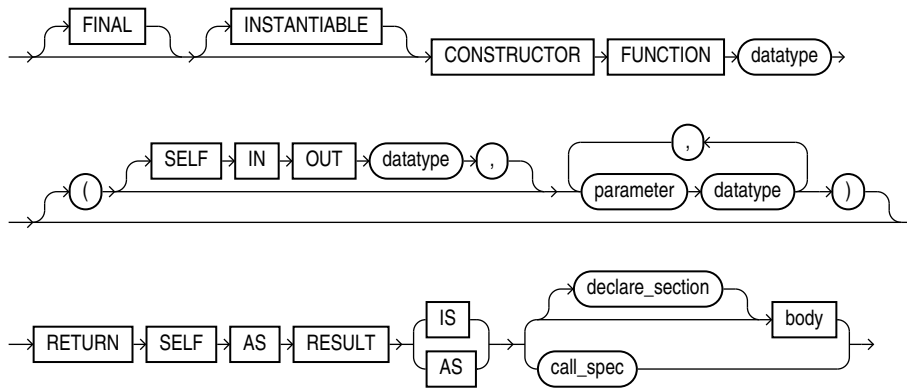 FINAL INSTANTIABLE
CONSTRUCTOR FUNCTION datatype
,
SELF IN OUT datatype ,
( parameter datatype )
declare_section
IS body
RETURN SELF AS RESULT
AS call_spec